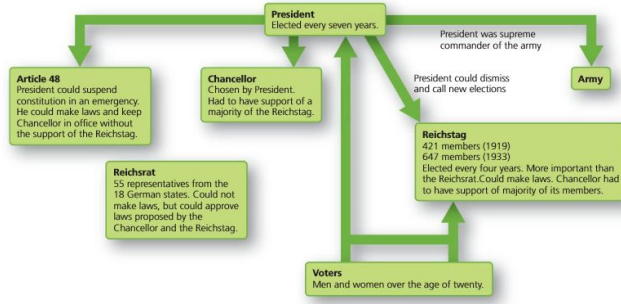 President
Elected every seven years.
President was supreme
commander of the army
Article 48
President could suspend
constitution in an emergency.
He could make laws and keep
Chancellor in office without
the support of the Reichstag.
Chancellor
Chosen by President.
Had to have support of a
majority of the Reichstag.
President could dismiss
and call new elections
Army
Reichstag
421 members (1919)
647 members (1933)
Elected every four years. More important than
the Reichsrat.Could make laws. Chancellor had
to have support of majority of its members.
Reichsrat
55 representatives from the
18 German states. Could not
make laws, but could approve
laws proposed by the
Chancellor and the Reichstag.
Voters
Men and women over the age of twenty.